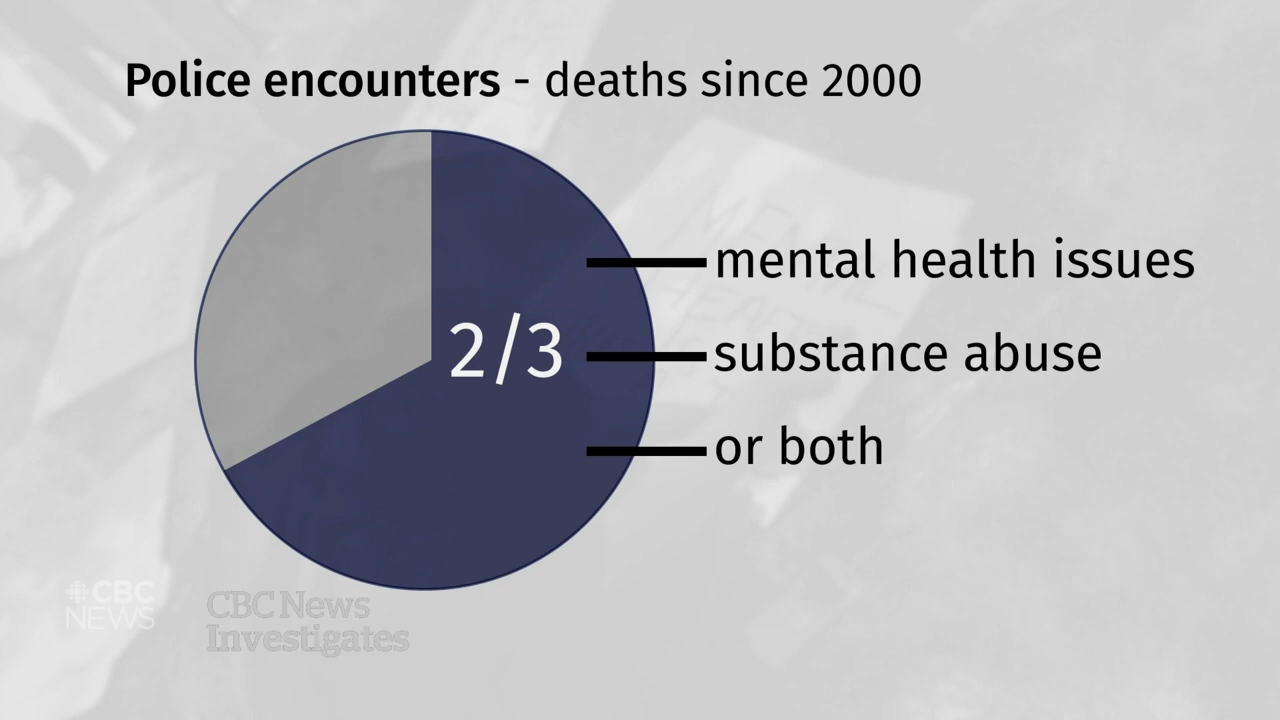 Police encounters - deaths since 2000
mental health issues
2/3
substance abuse
or both
CBC
NEWS
CBC News
Investigates
MENTAL